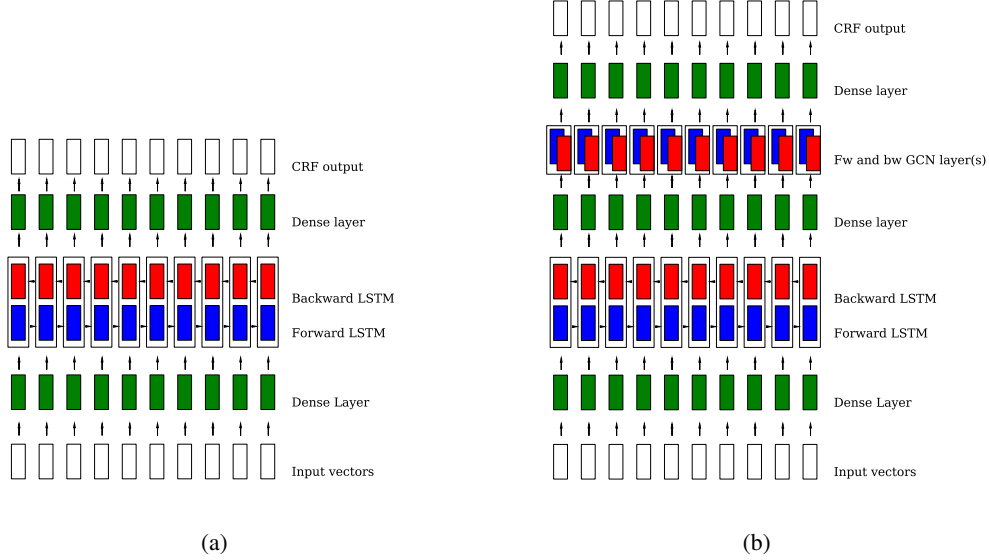 CRF output
Dense layer
Backward LSTM
Forward LSTM
Dense Layer
Input vectors
(a)
CRF output
Dense layer
Fw and bw GCN layer(s)
Dense layer
Backward LSTM
Forward LSTM
Dense Layer
Input vectors
(b)